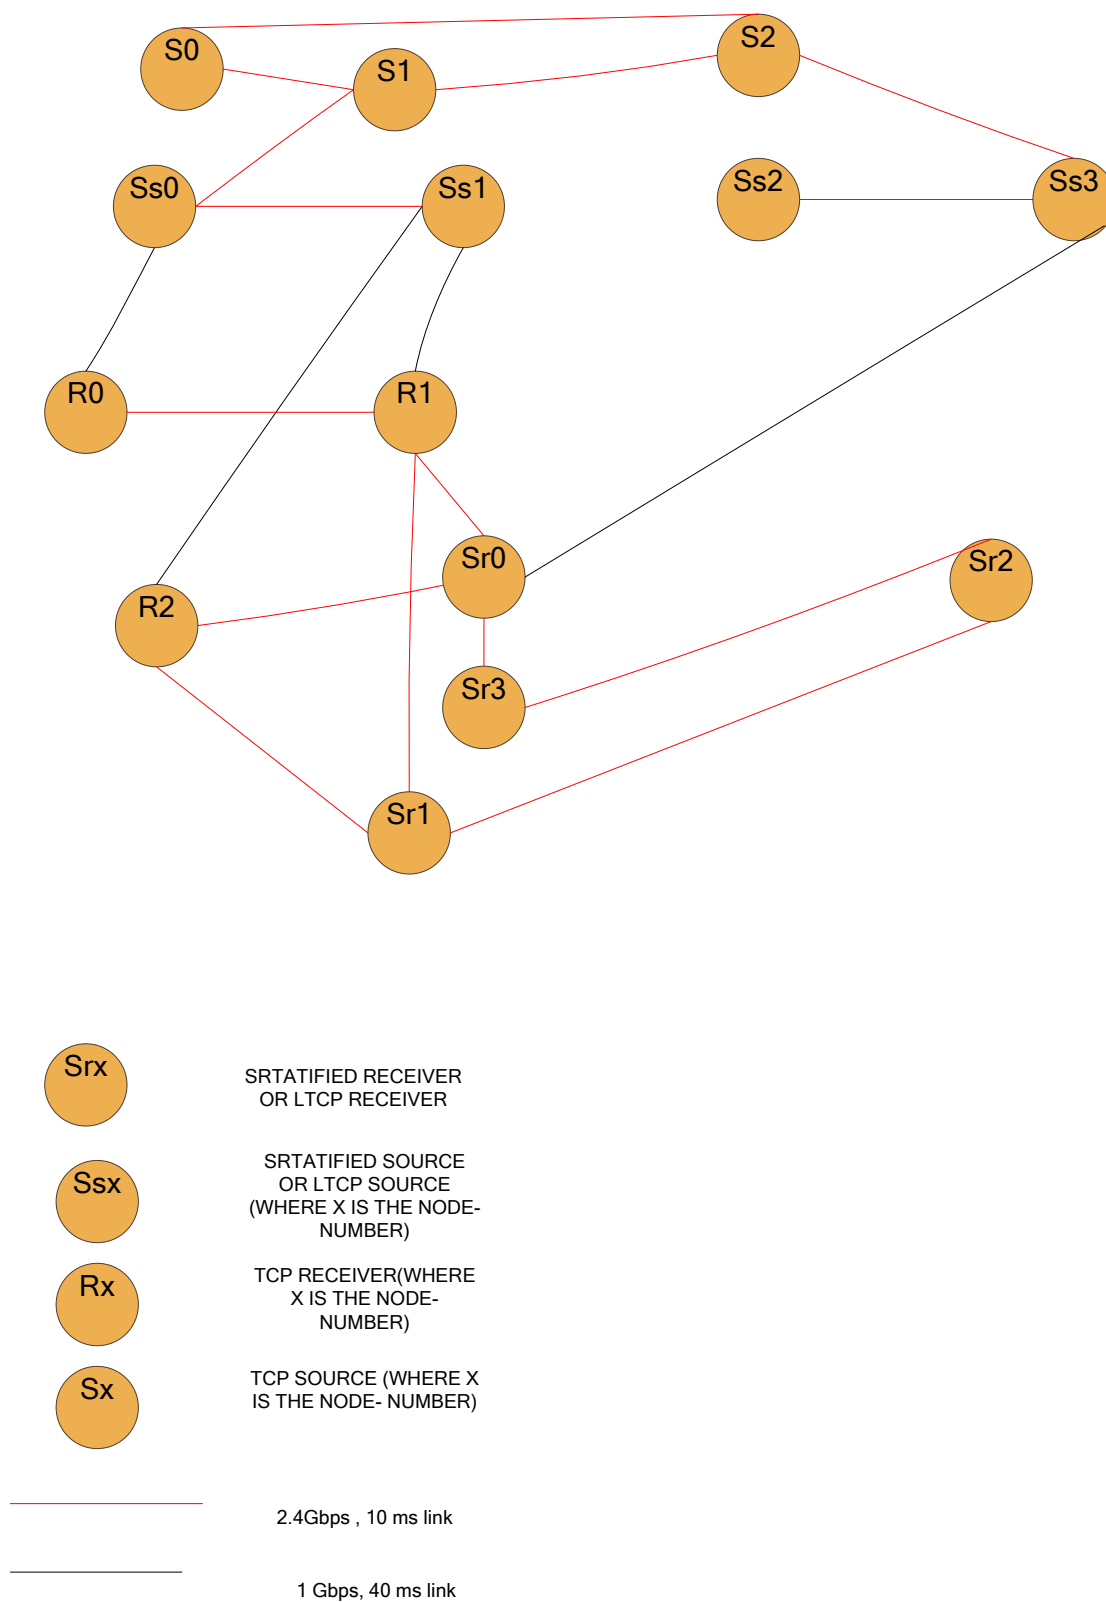 S0
S1
S2
Ss0
Ss1
Ss2
Ss3
R0
R1
Sr0
Sr2
R2
Sr3
Sr1
Srx
SRTATIFIED RECEIVER
OR LTCP RECEIVER
Ssx
SRTATIFIED SOURCE
OR LTCP SOURCE
(WHERE X IS THE NODE-
NUMBER)
Rx
TCP RECEIVER(WHERE
X IS THE NODE-
NUMBER)
Sx
TCP SOURCE (WHERE X
IS THE NODE- NUMBER)
2.4Gbps , 10 ms link
1 Gbps, 40 ms link